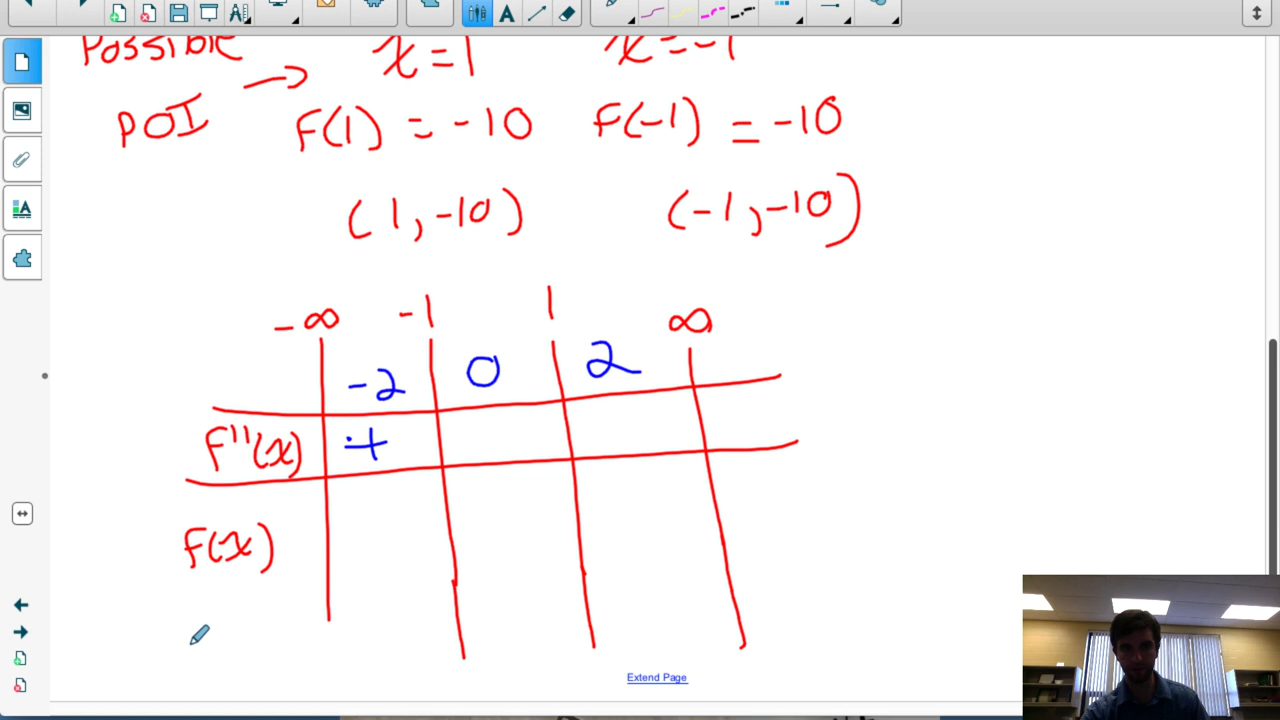 Possible x=1 x=-1
POI → F(1) = -10 F(-1) = -10
(1,-10) (-1,-10)
-∞ -1 1 ∞
-2 0 2
F''(x) +
F(x)
Extend Page